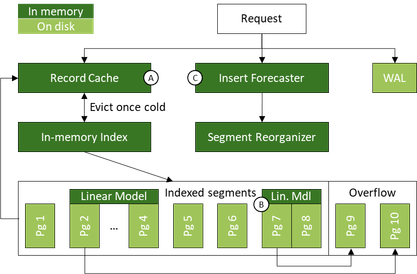 In memory
On disk
Request
Record Cache
A
C
Insert Forecaster
WAL
Evict once cold
In-memory Index
Segment Reorganizer
Linear Model
Indexed segments
Lin. Mdl
Overflow
B
Pg 1
Pg 2
...
Pg 4
Pg 5
Pg 6
Pg 7
Pg 8
Pg 9
Pg 10